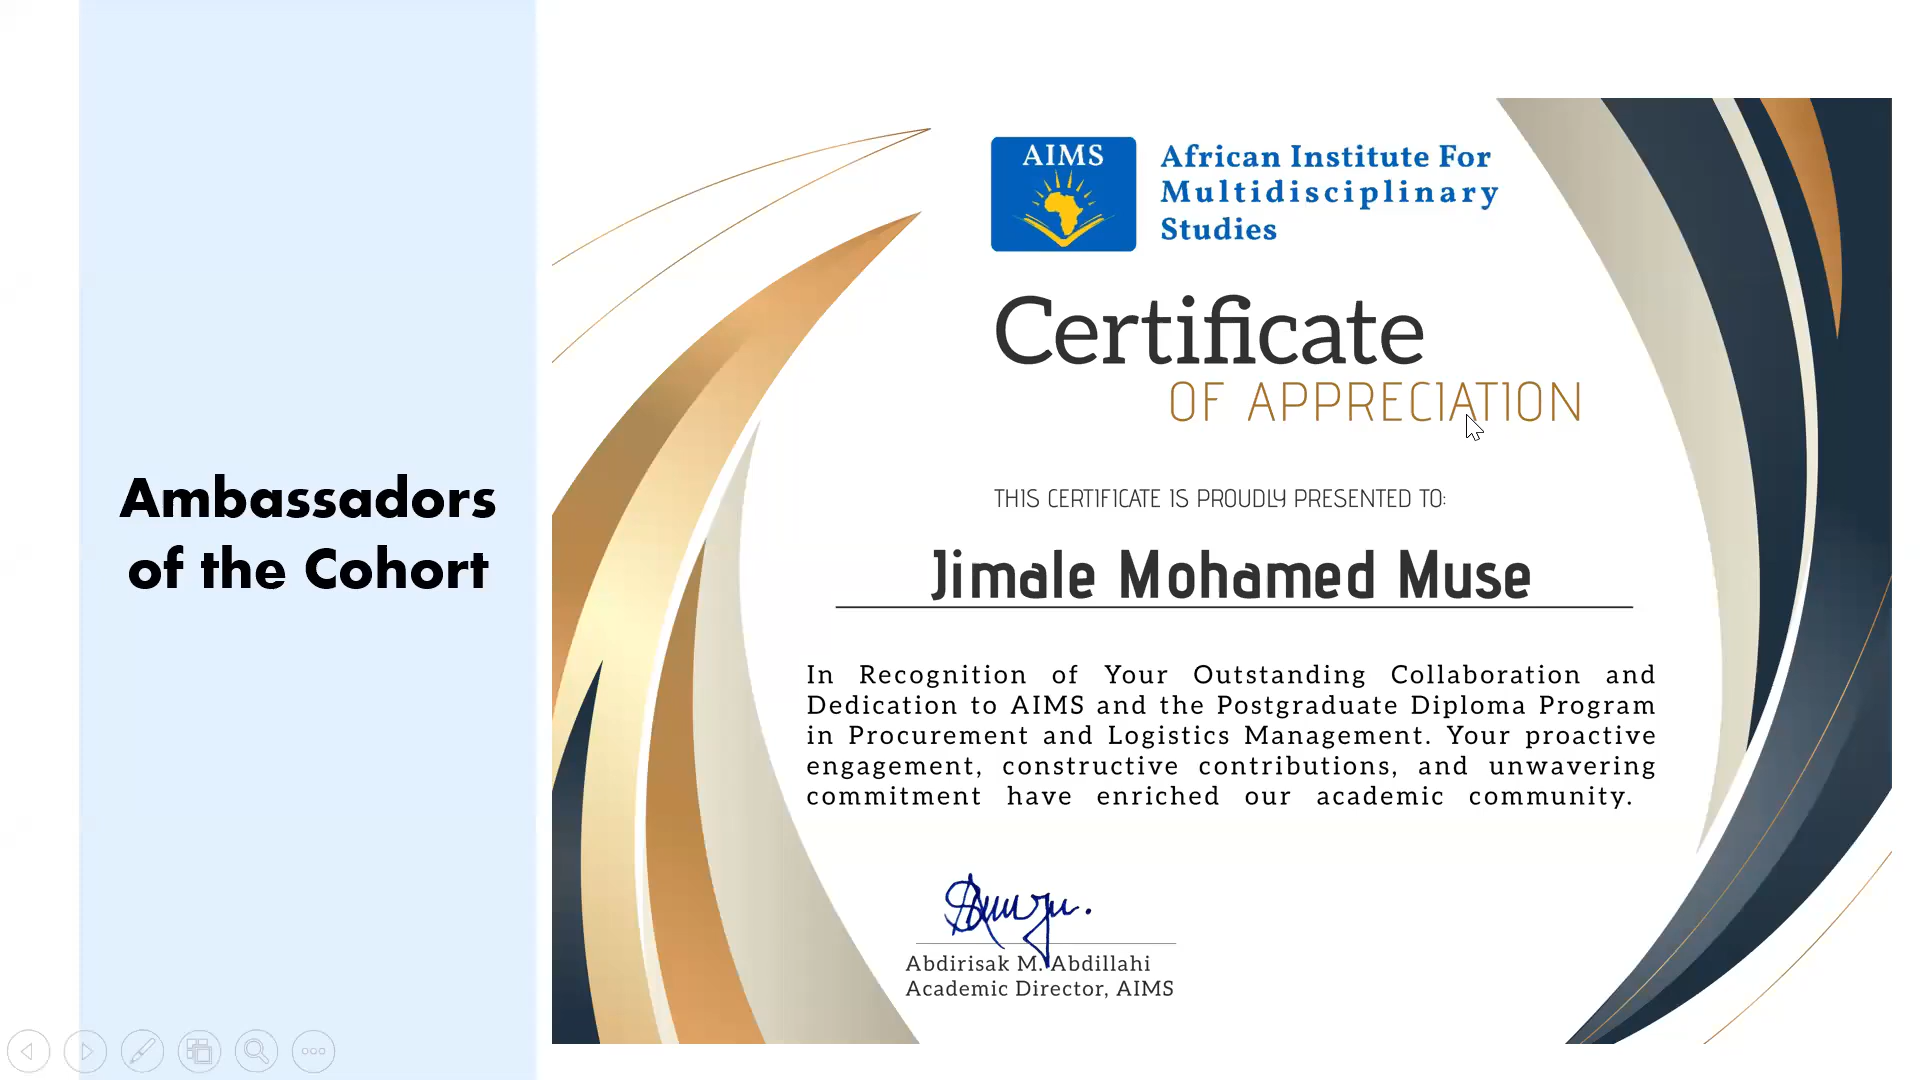 Ambassadors
of the Cohort
AIMS
African Institute For
Multidisciplinary
Studies
Certificate
OF APPRECIATION
THIS CERTIFICATE IS PROUDLY PRESENTED TO:
Jimale Mohamed Muse
In Recognition of Your Outstanding Collaboration and
Dedication to AIMS and the Postgraduate Diploma Program
in Procurement and Logistics Management. Your proactive
engagement, constructive contributions, and unwavering
commitment have enriched our academic community.
Abdirisak M. Abdillahi
Academic Director, AIMS